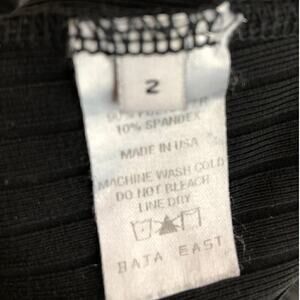 2
10% SPANDEX
MADE IN USA
MACHINE WASH COLD
DO NOT BLEACH
LINE DRY
BAJA EAST